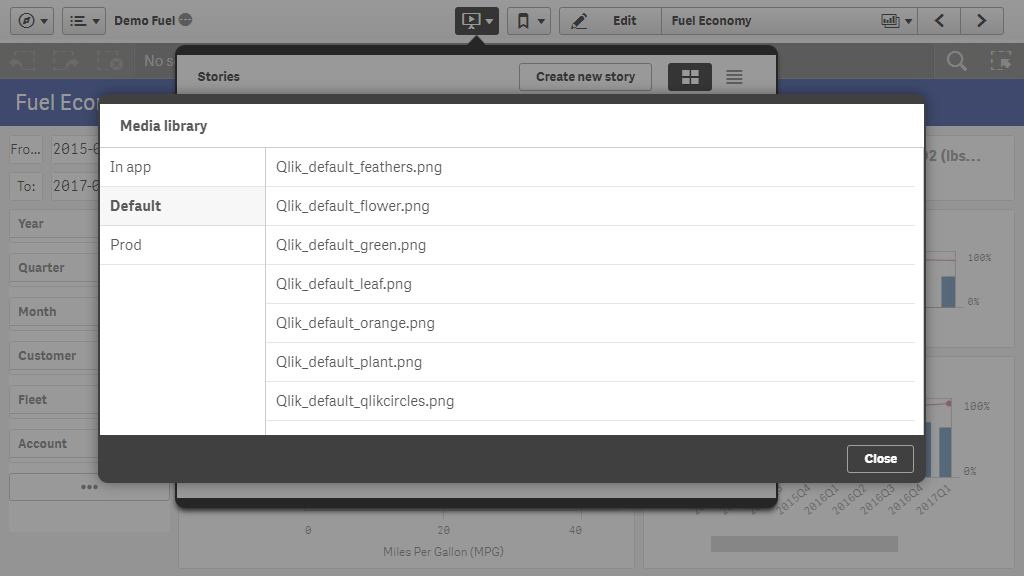 Demo Fuel
Edit
Fuel Economy
No s
Stories
Create new story
Fuel Econ
Media library
From...
2015-0
To:
2017-0
Year
Quarter
Month
Customer
Fleet
Account
•••
In app
Default
Prod
Qlik_default_feathers.png
Qlik_default_flower.png
Qlik_default_green.png
Qlik_default_leaf.png
Qlik_default_orange.png
Qlik_default_plant.png
Qlik_default_qlikcircles.png
Close
O2 (lbs...
100%
0%
100%
0%
2015Q4
2016Q1
2016Q2
2016Q3
2016Q4
2017Q1
0
20
40
Miles Per Gallon (MPG)